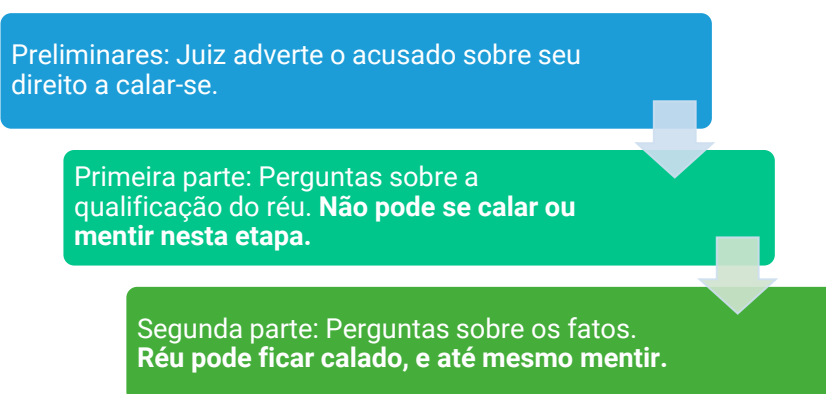 Preliminares: Juiz adverte o acusado sobre seu
direito a calar-se.
Primeira parte: Perguntas sobre a
qualificação do réu. Não pode se calar ou
mentir nesta etapa.
Segunda parte: Perguntas sobre os fatos.
Réu pode ficar calado, e até mesmo mentir.